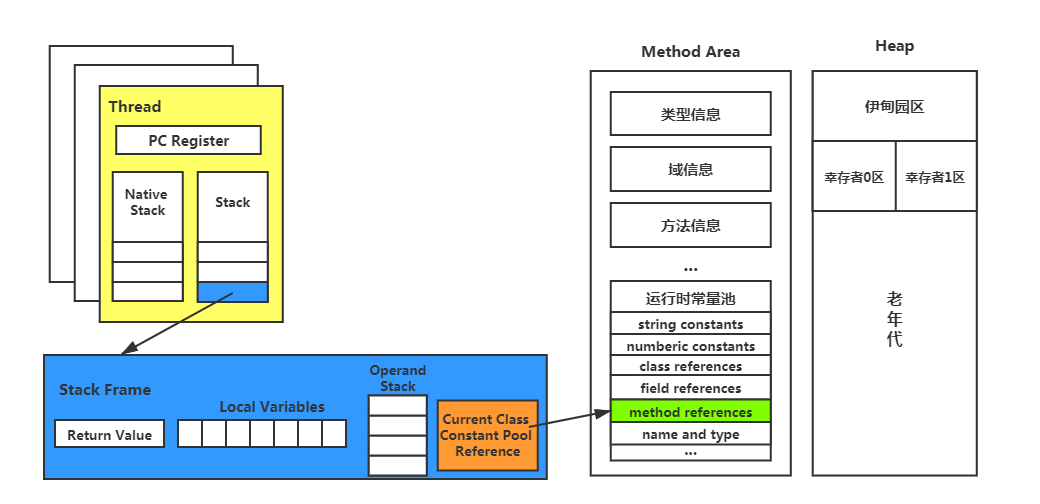 Thread
PC Register
Native
Stack
Stack
Stack Frame
Return Value
Local Variables
Operand
Stack
Current Class
Constant Pool
Reference
Method Area
类型信息
域信息
方法信息
...
运行时常量池
string constants
numberic constants
class references
field references
method references
name and type
...
Heap
伊甸园区
幸存者0区
幸存者1区
老
年
代